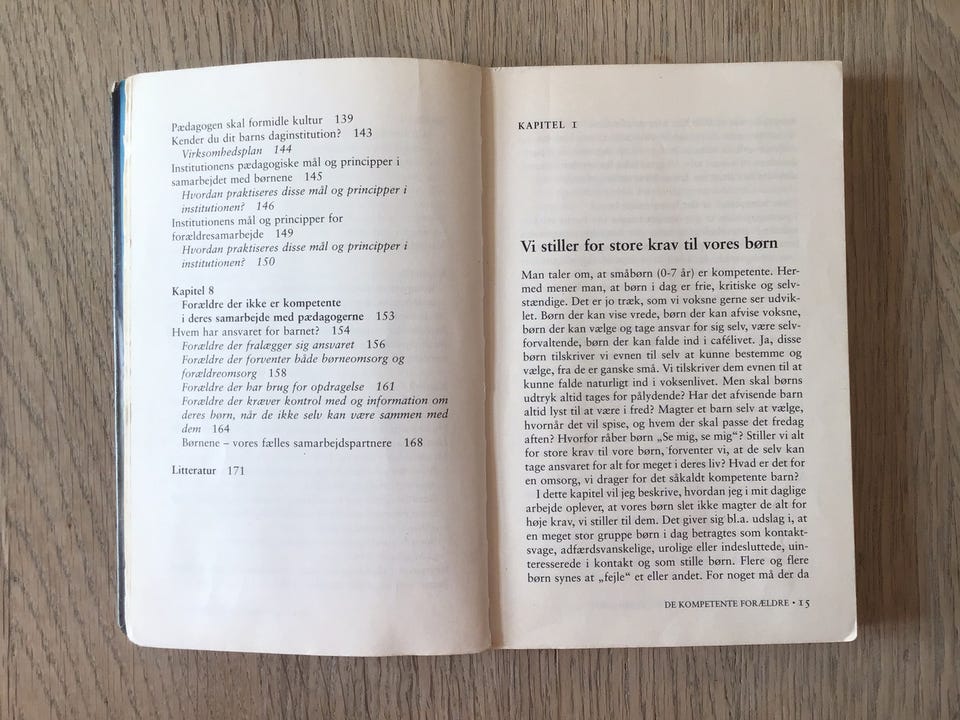 Pædagogen skal formidle kultur 139
Kender du dit barns daginstitution? 143
Virksomhedsplan 144
Institutionens pædagogiske mål og principper i
samarbejdet med børnene 145
Hvordan praktiseres disse mål og principper i
institutionen? 146
Institutionens mål og principper for
forældresamarbejde 149
Hvordan praktiseres disse mål og principper i
institutionen? 150
Kapitel 8
Forældre der ikke er kompetente
i deres samarbejde med pædagogerne 153
Hvem har ansvaret for barnet? 154
Forældre der fralægger sig ansvaret 156
Forældre der forventer både børneomsorg og
forældreomsorg 158
Forældre der har brug for opdragelse 161
Forældre der kræver kontrol med og information om
deres børn, når de ikke selv kan være sammen med
dem 164
Børnene – vores fælles samarbejdspartnere 168
Litteratur 171
KAPITEL 1
Vi stiller for store krav til vores børn
Man taler om, at småbørn (0-7 år) er kompetente. Her-
med mener man, at børn i dag er frie, kritiske og selv-
stændige. Det er jo træk, som vi voksne gerne ser udvik-
let. Børn der kan vise vrede, børn der kan afvise voksne,
børn der kan vælge og tage ansvar for sig selv, være selv-
forvaltende, børn der kan falde ind i cafélivet. Ja, disse
børn tilskriver vi evnen til selv at kunne bestemme og
vælge, fra de er ganske små. Vi tilskriver dem evnen til at
kunne falde naturligt ind i voksenlivet. Men skal børns
udtryk altid tages for pålydende? Har det afvisende barn
altid lyst til at være i fred? Magter et barn selv at vælge,
hvornår det vil spise, og hvem der skal passe det fredag
aften? Hvorfor råber børn „Se mig, se mig“? Stiller vi alt
for store krav til vore børn, forventer vi, at de selv kan
tage ansvaret for alt for meget i deres liv? Hvad er det for
en omsorg, vi drager for det såkaldt kompetente barn?
I dette kapitel vil jeg beskrive, hvordan jeg i mit daglige
arbejde oplever, at vores børn slet ikke magter de alt for
høje krav, vi stiller til dem. Det giver sig bl.a. udslag i, at
en meget stor gruppe børn i dag betragtes som kontakt-
svage, adfærdsvanskelige, urolige eller indesluttede, uin-
teresserede i kontakt og som stille børn. Flere og flere
børn synes at „fejle“ et eller andet. For noget må der da
DE KOMPETENTE FORÆLDRE • 15